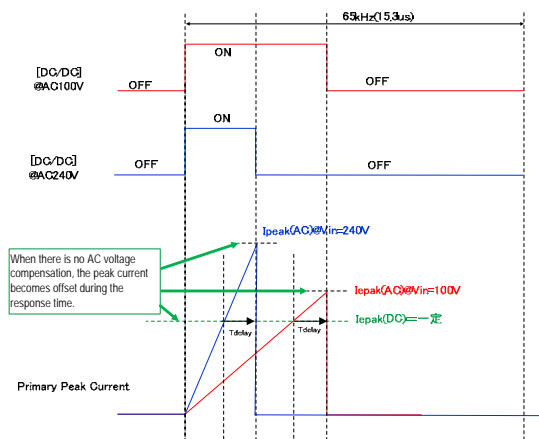 65kHz(15.3us)
ON
[DC/DC]
@AC100V
OFF
OFF
ON
[DC/DC]
@AC240V
OFF
OFF
Ipeak(AC)@Vin=240V
When there is no AC voltage
compensation, the peak current
becomes offset during the
response time.
Iepak(AC)@Vin=100V
Tdelay
Tdelay
Iepak(DC)=一定
Primary Peak Current